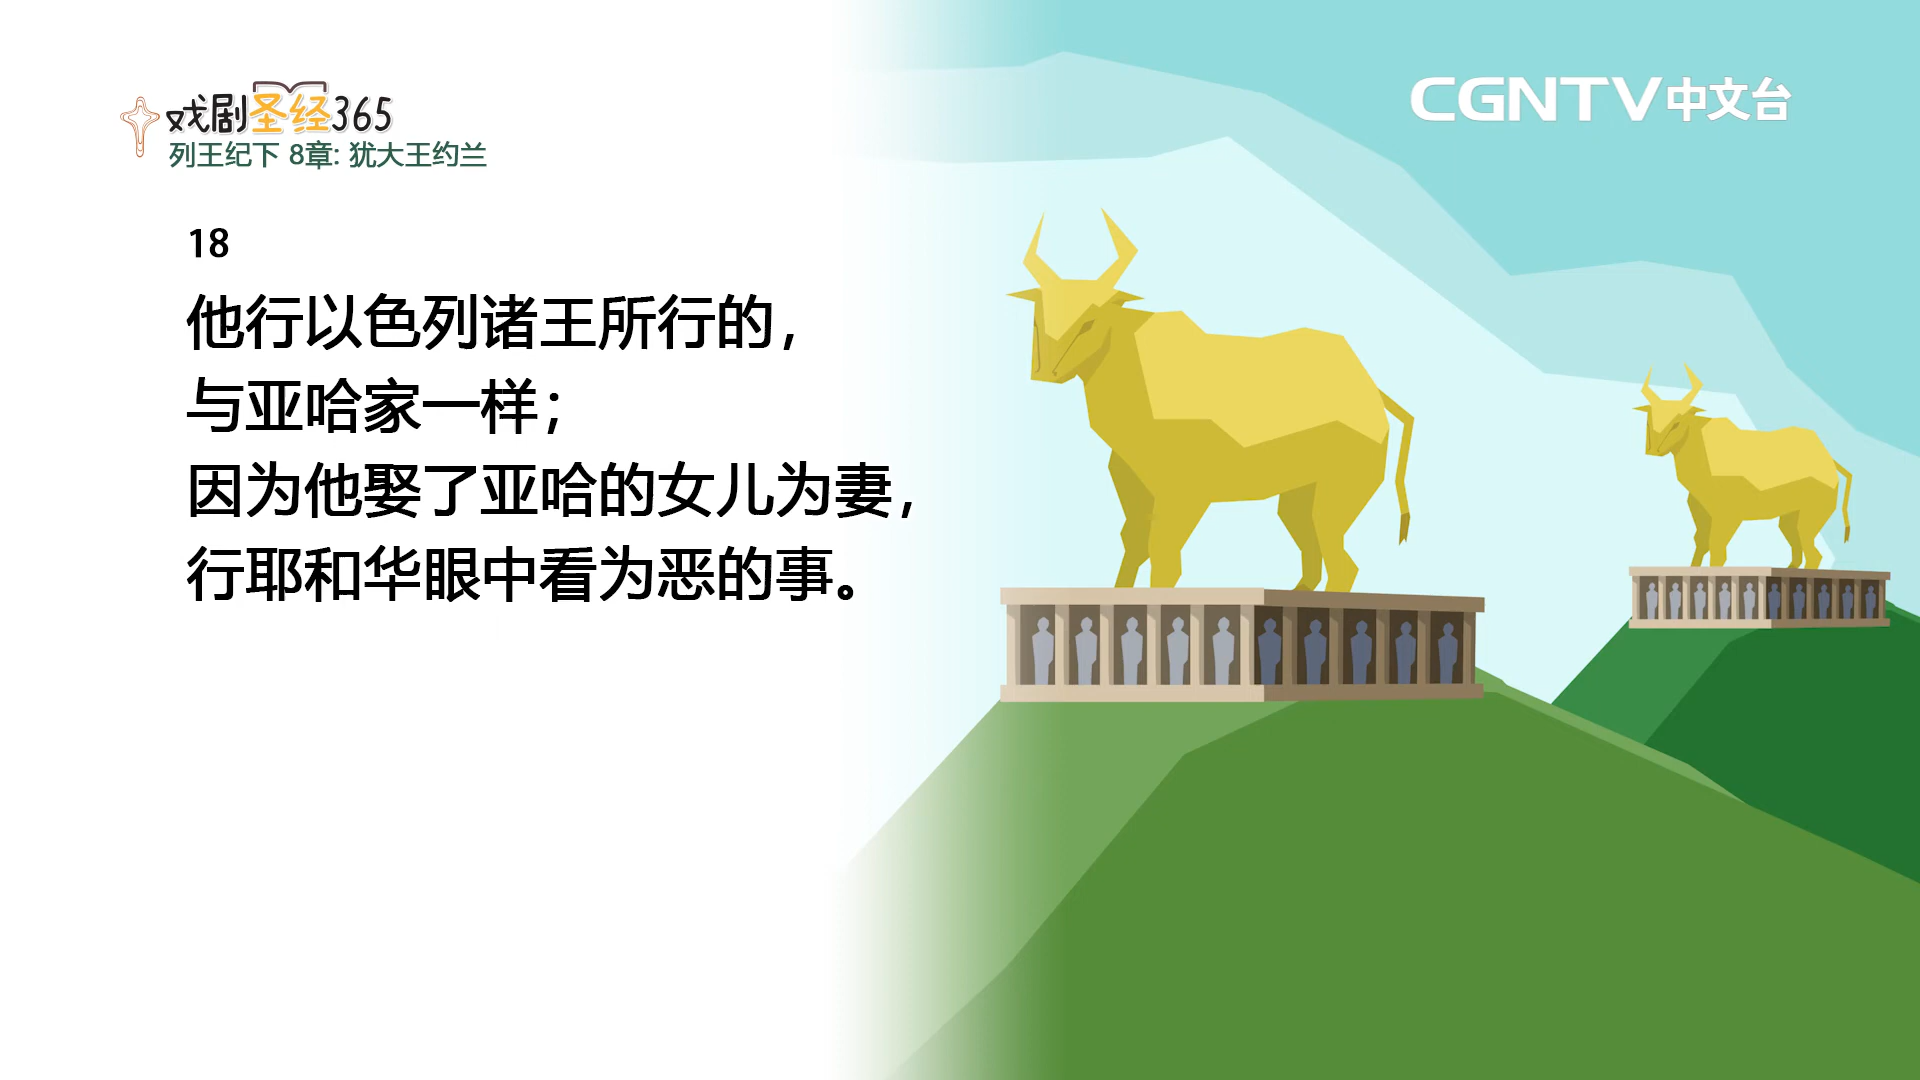 戏剧圣经365
列王纪下 8章: 犹大王约兰
CGNTV中文台
18
他行以色列诸王所行的，
与亚哈家一样；
因为他娶了亚哈的女儿为妻，
行耶和华眼中看为恶的事。